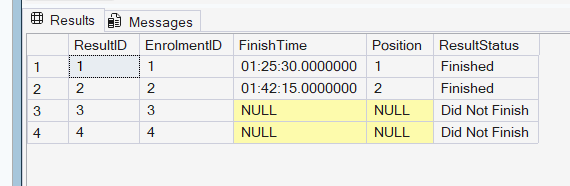 Results Messages
ResultID EnrolmentID FinishTime Position ResultStatus
1 1 1 01:25:30.0000000 1 Finished
2 2 2 01:42:15.0000000 2 Finished
3 3 3 NULL NULL Did Not Finish
4 4 4 NULL NULL Did Not Finish